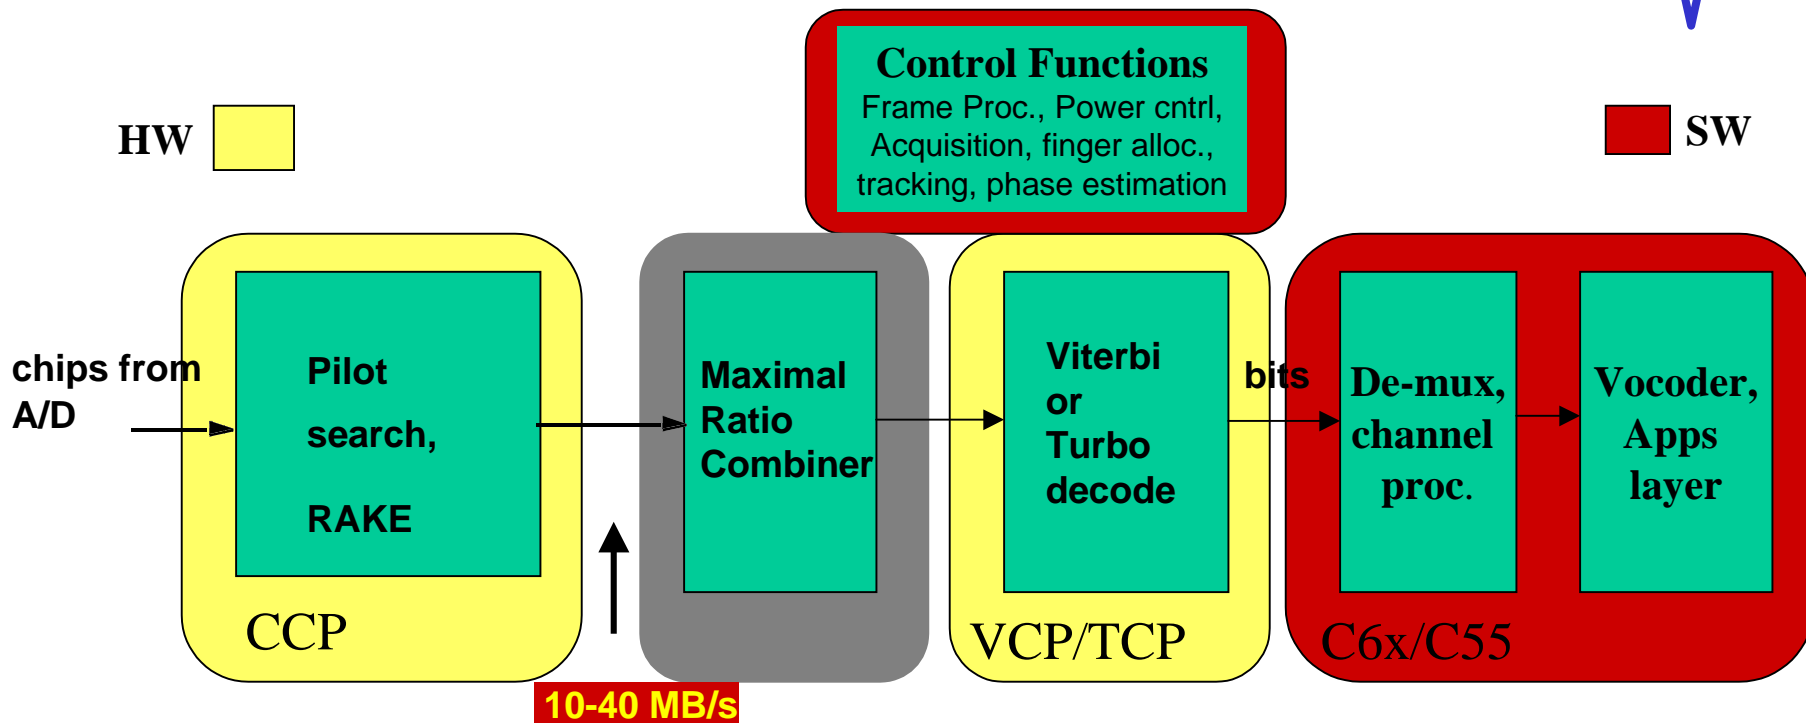 Control Functions
Frame Proc., Power cntrl,
Acquisition, finger alloc.,
tracking, phase estimation
HW
SW
chips from
A/D
Pilot
search,
RAKE
CCP
10-40 MB/s
Maximal
Ratio
Combiner
Viterbi
or
Turbo
decode
VCP/TCP
bits
De-mux,
channel
proc.
Vocoder,
Apps
layer
C6x/C55